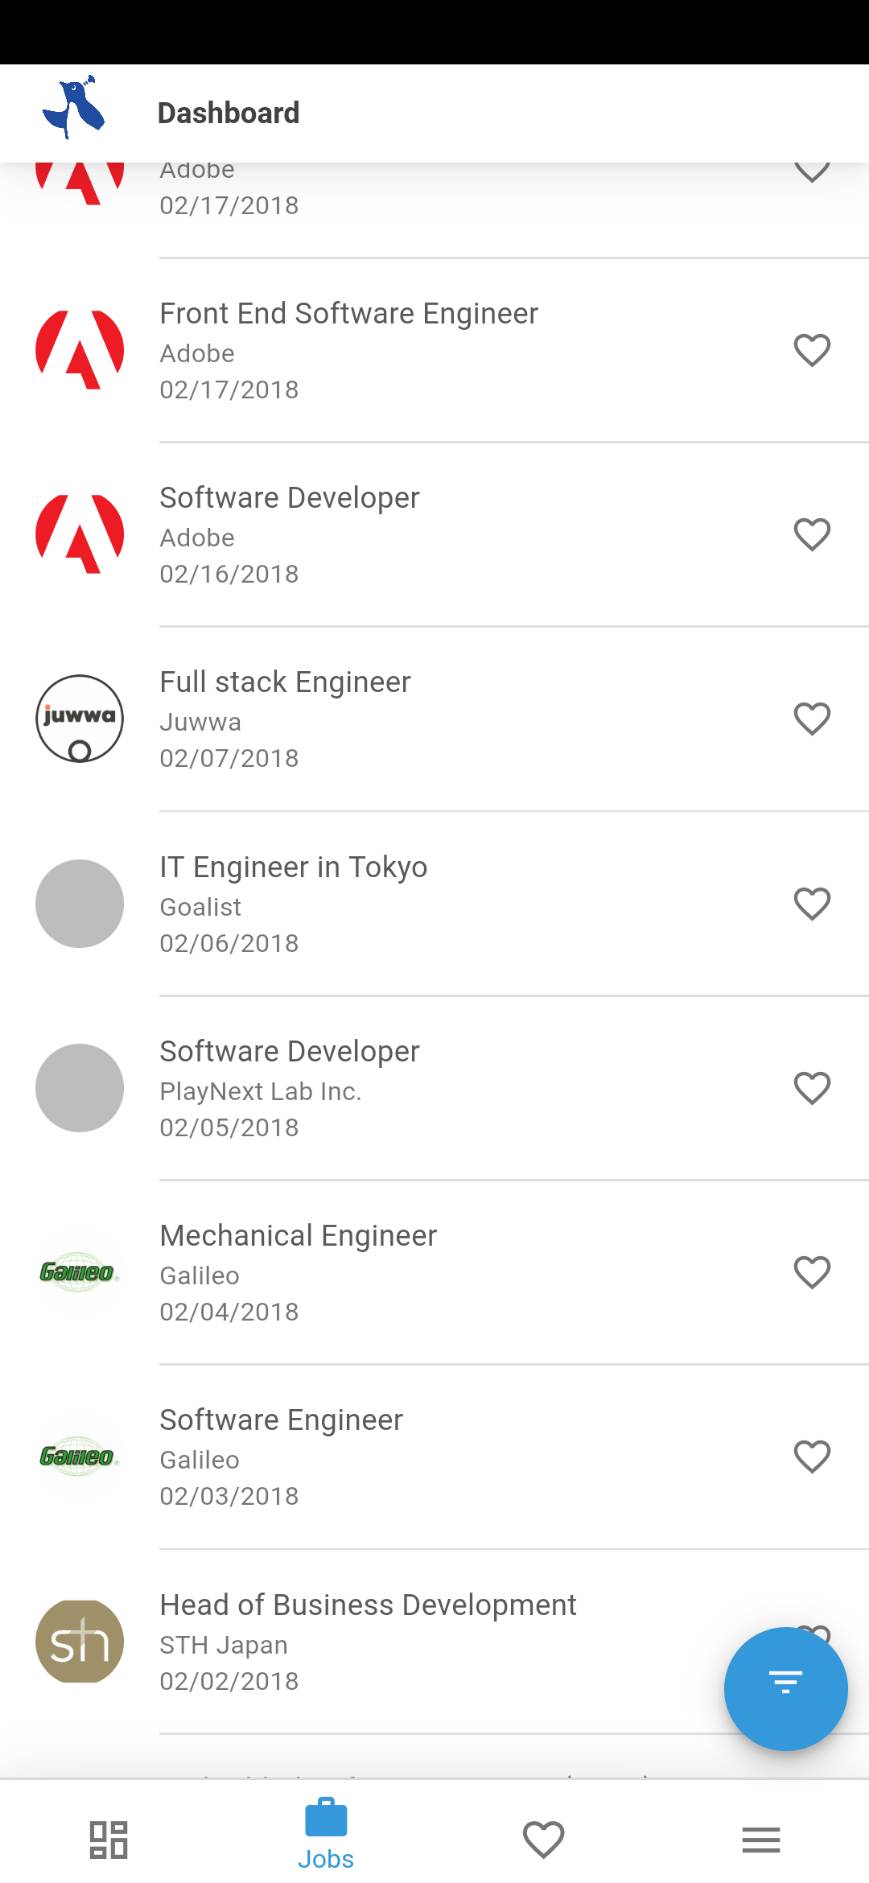 Dashboard
Adobe
02/17/2018
Front End Software Engineer
Adobe
02/17/2018
Software Developer
Adobe
02/16/2018
juwwa
Full stack Engineer
Juwwa
02/07/2018
IT Engineer in Tokyo
Goalist
02/06/2018
Software Developer
PlayNext Lab Inc.
02/05/2018
Mechanical Engineer
Galileo
Galileo
02/04/2018
Software Engineer
Galileo
Galileo
02/03/2018
Head of Business Development
sth
STH Japan
02/02/2018
Jobs